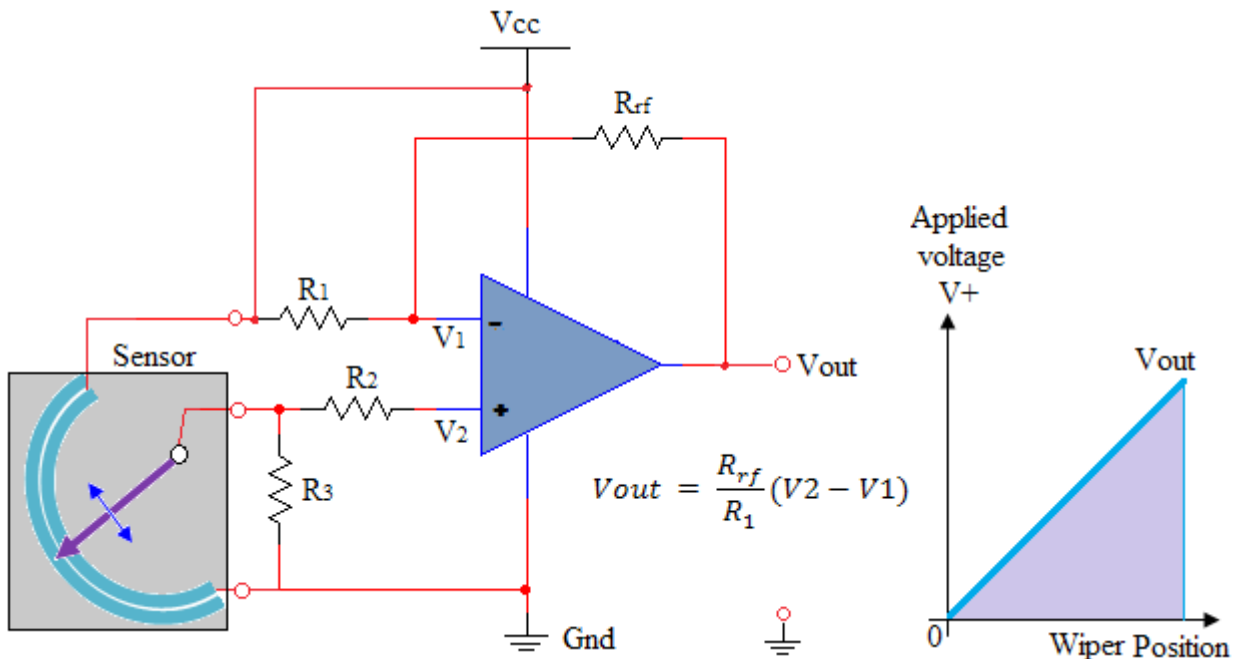 Vcc
Rrf
Applied
voltage
V+
R1
V1
-
Vout
Sensor
R2
Vout
V2
+
R3
Vout = Rrf/R1 (V2 − V1)
Gnd
0
Wiper Position